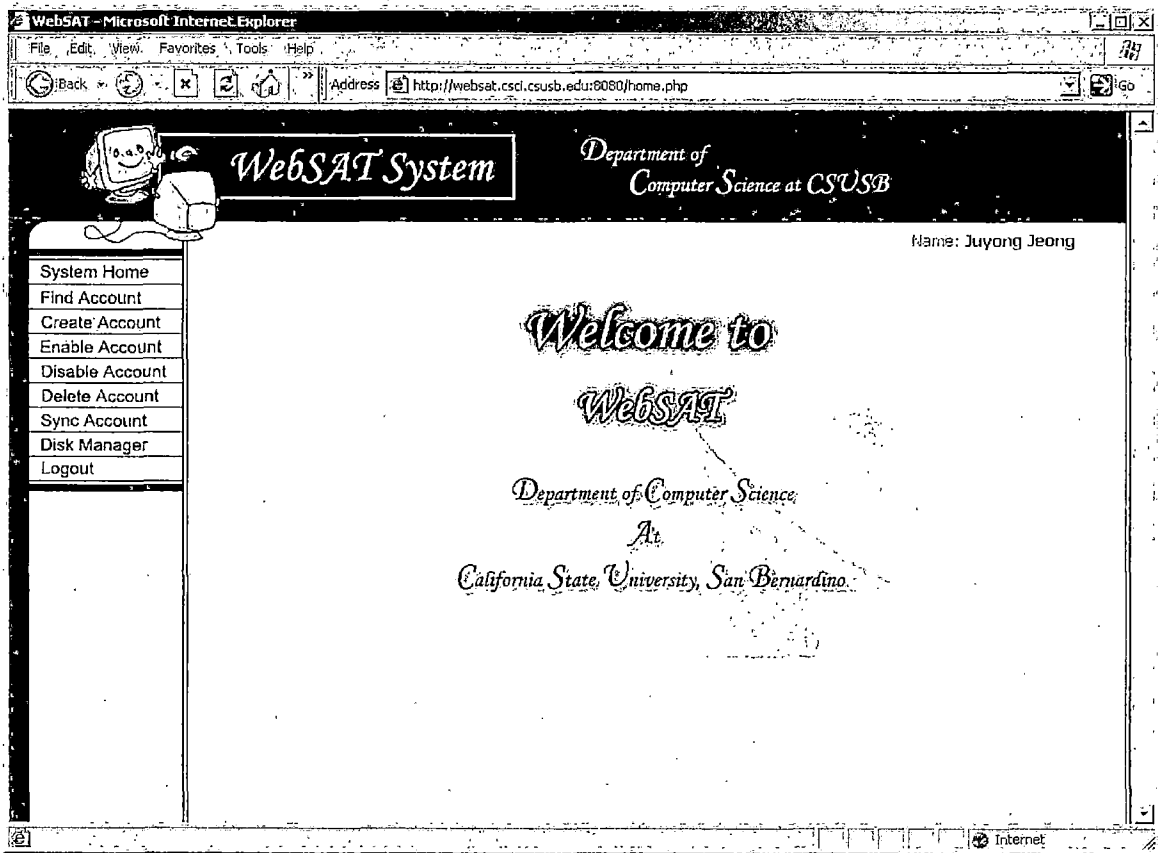 WebSAT - Microsoft Internet Explorer
File Edit View Favorites Tools Help
Back » Address http://websat.csci.csusb.edu:8080/home.php Go
WebSAT System
Department of
Computer Science at CSUSB
Name: Juyong Jeong
System Home
Find Account
Create Account
Enable Account
Disable Account
Delete Account
Sync Account
Disk Manager
Logout
Welcome to
WebSAT
Department of Computer Science
At
California State University, San Bernardino
Internet